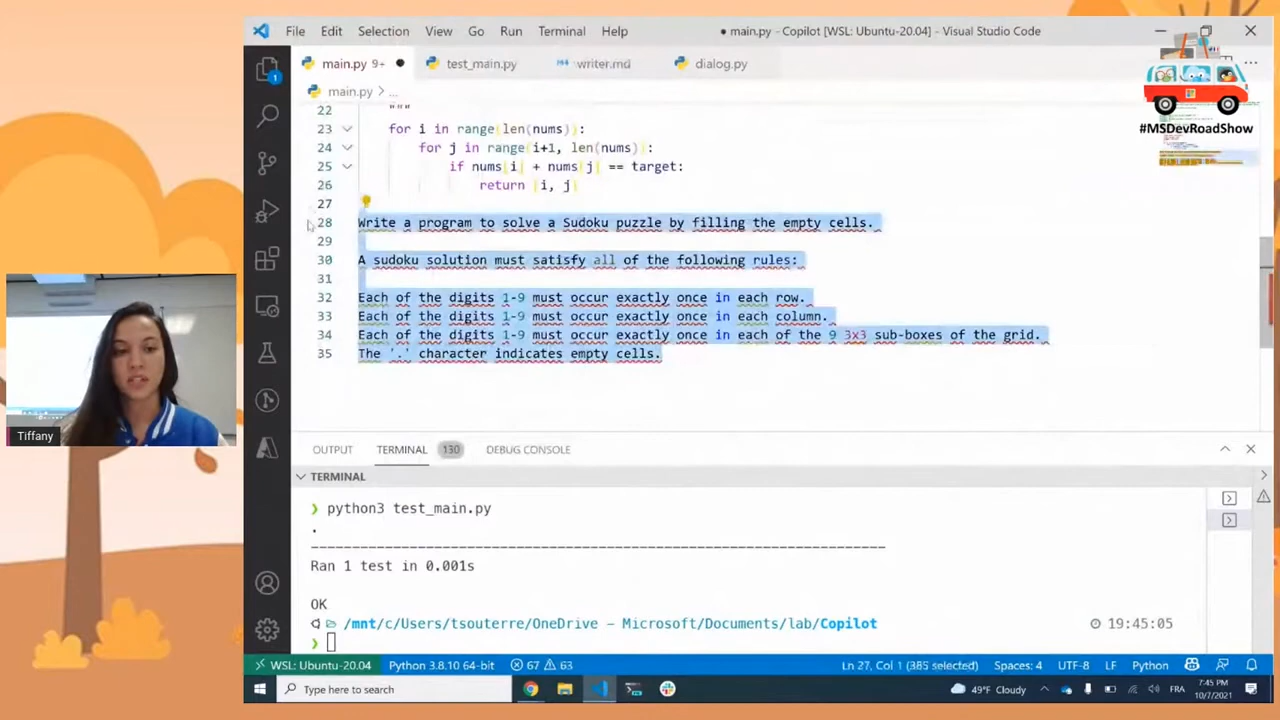 File Edit Selection View Go Run Terminal Help
● main.py - Copilot [WSL: Ubuntu-20.04] - Visual Studio Code
main.py 9+ ●
test_main.py
writer.md
dialog.py
main.py > ...
#MSDevRoadShow
22 """
23 for i in range(len(nums)):
24 for j in range(i+1, len(nums)):
25 if nums[i] + nums[j] == target:
26 return [i, j]
27
28 Write a program to solve a Sudoku puzzle by filling the empty cells.
29
30 A sudoku solution must satisfy all of the following rules:
31
32 Each of the digits 1-9 must occur exactly once in each row.
33 Each of the digits 1-9 must occur exactly once in each column.
34 Each of the digits 1-9 must occur exactly once in each of the 9 3x3 sub-boxes of the grid.
35 The '.' character indicates empty cells.
1
Tiffany
OUTPUT TERMINAL 130 DEBUG CONSOLE
TERMINAL
❯ python3 test_main.py
.
----------------------------------------------------------------------
Ran 1 test in 0.001s
OK
/mnt/c/Users/tsouterre/OneDrive - Microsoft/Documents/lab/Copilot
19:45:05
❯
WSL: Ubuntu-20.04 Python 3.8.10 64-bit 67 63
Ln 27, Col 1 (385 selected) Spaces: 4 UTF-8 LF Python
Type here to search
49°F Cloudy
FRA
7:45 PM
10/7/2021